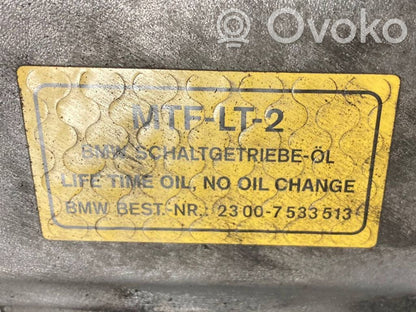 Ovoko
MTF-LT-2
BMW SCHALTGETRIEBE-ÖL
LIFE TIME OIL, NO OIL CHANGE
BMW BEST.-NR.: 23 00-7 533 513